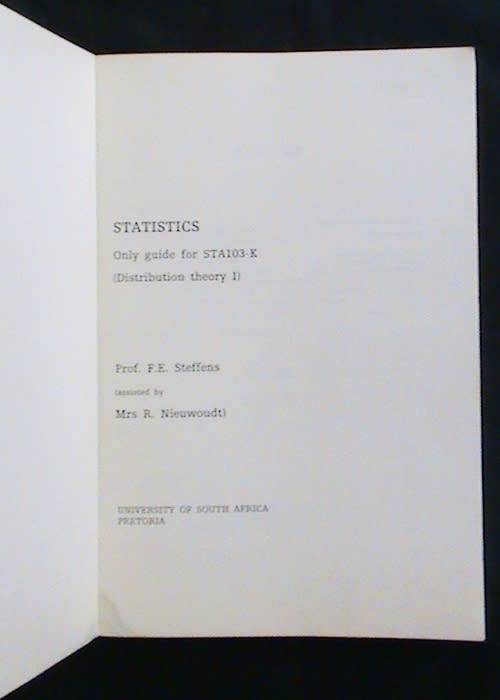 STATISTICS
Only guide for STA103-K
(Distribution theory I)
Prof. F.E. Steffens
(assisted by
Mrs R. Nieuwoudt)
UNIVERSITY OF SOUTH AFRICA
PRETORIA